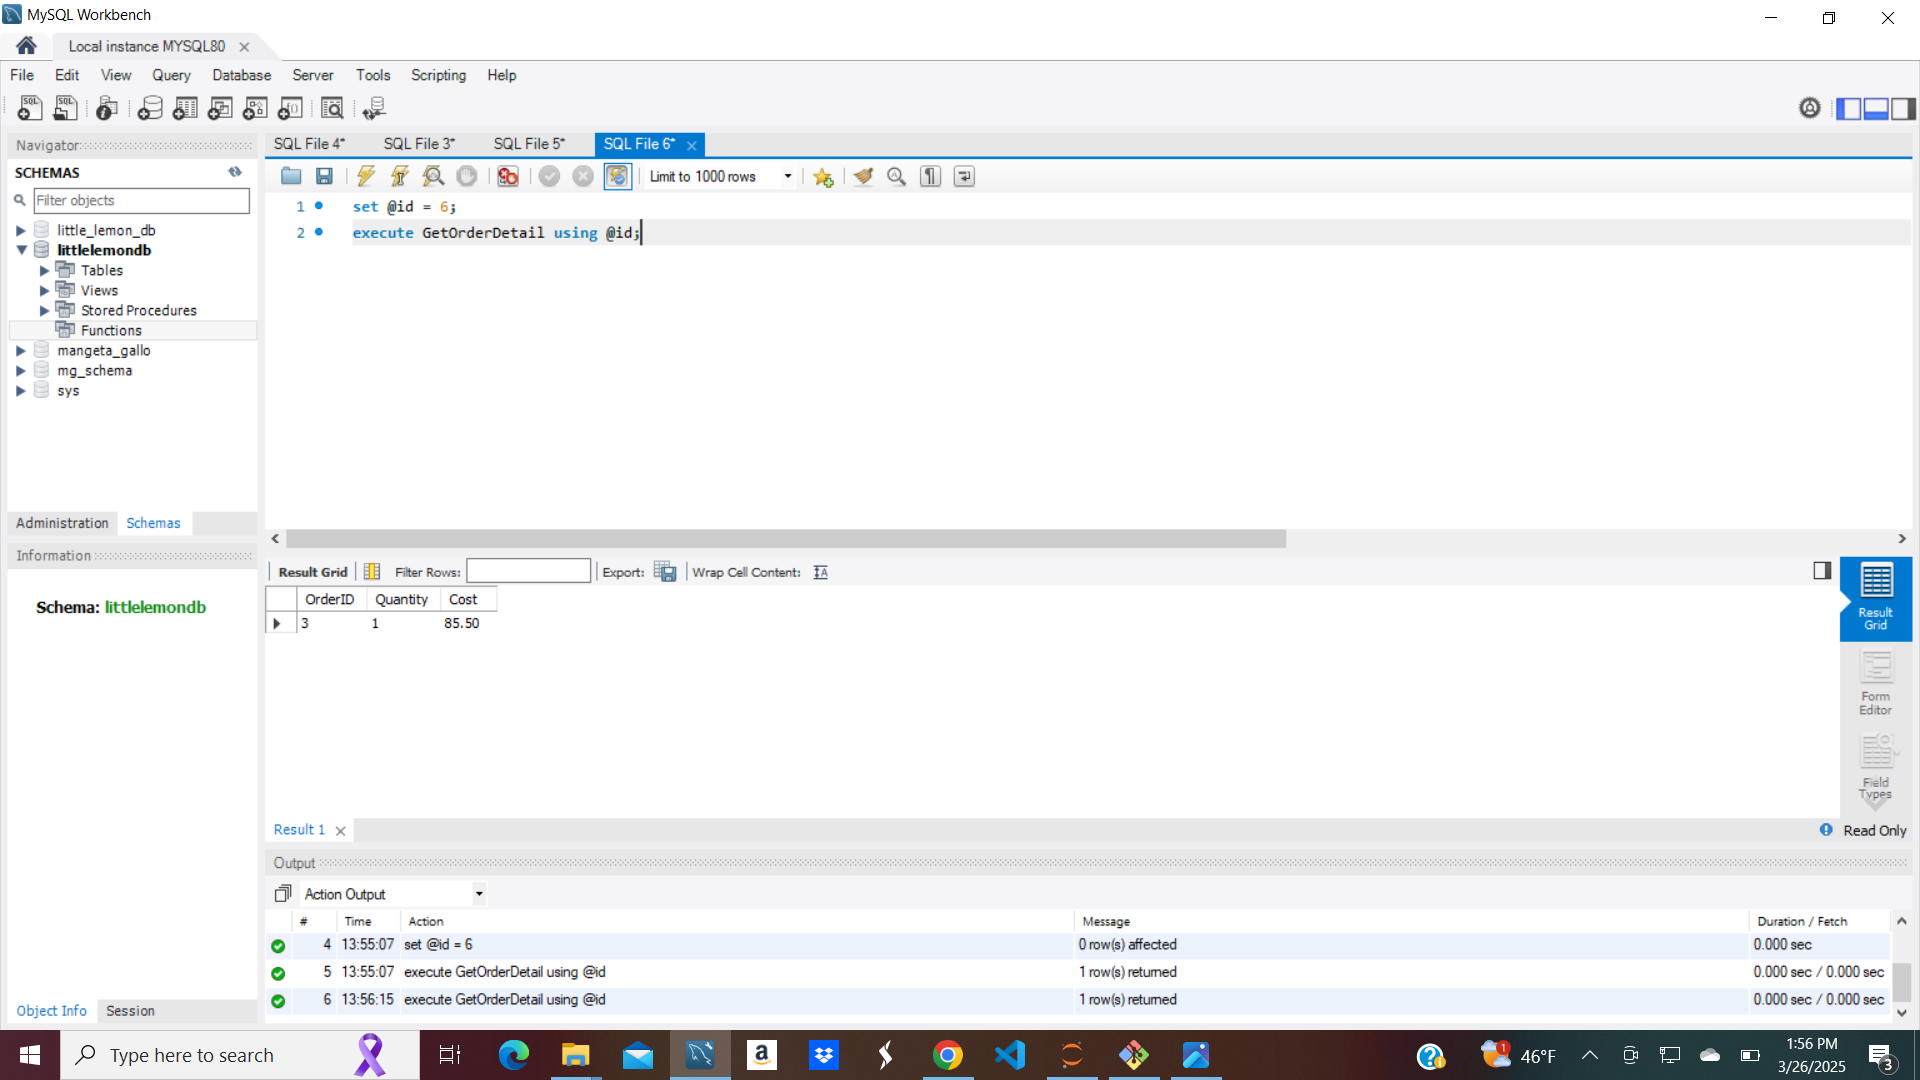 MySQL Workbench
Local instance MYSQL80
File Edit View Query Database Server Tools Scripting Help
Navigator
SCHEMAS
Filter objects
little_lemon_db
littlelemondb
Tables
Views
Stored Procedures
Functions
mangeta_gallo
mg_schema
sys
Administration Schemas
Information
Schema: littlelemondb
Object Info Session
SQL File 4* SQL File 3* SQL File 5* SQL File 6*
Limit to 1000 rows
1 set @id = 6;
2 execute GetOrderDetail using @id;
Result Grid Filter Rows: Export: Wrap Cell Content:
OrderID Quantity Cost
3 1 85.50
Result Grid
Form Editor
Field Types
Result 1
Read Only
Output
Action Output
# Time Action Message Duration / Fetch
4 13:55:07 set @id = 6 0 row(s) affected 0.000 sec
5 13:55:07 execute GetOrderDetail using @id 1 row(s) returned 0.000 sec / 0.000 sec
6 13:56:15 execute GetOrderDetail using @id 1 row(s) returned 0.000 sec / 0.000 sec
Type here to search
1
46°F
1:56 PM
3/26/2025
3